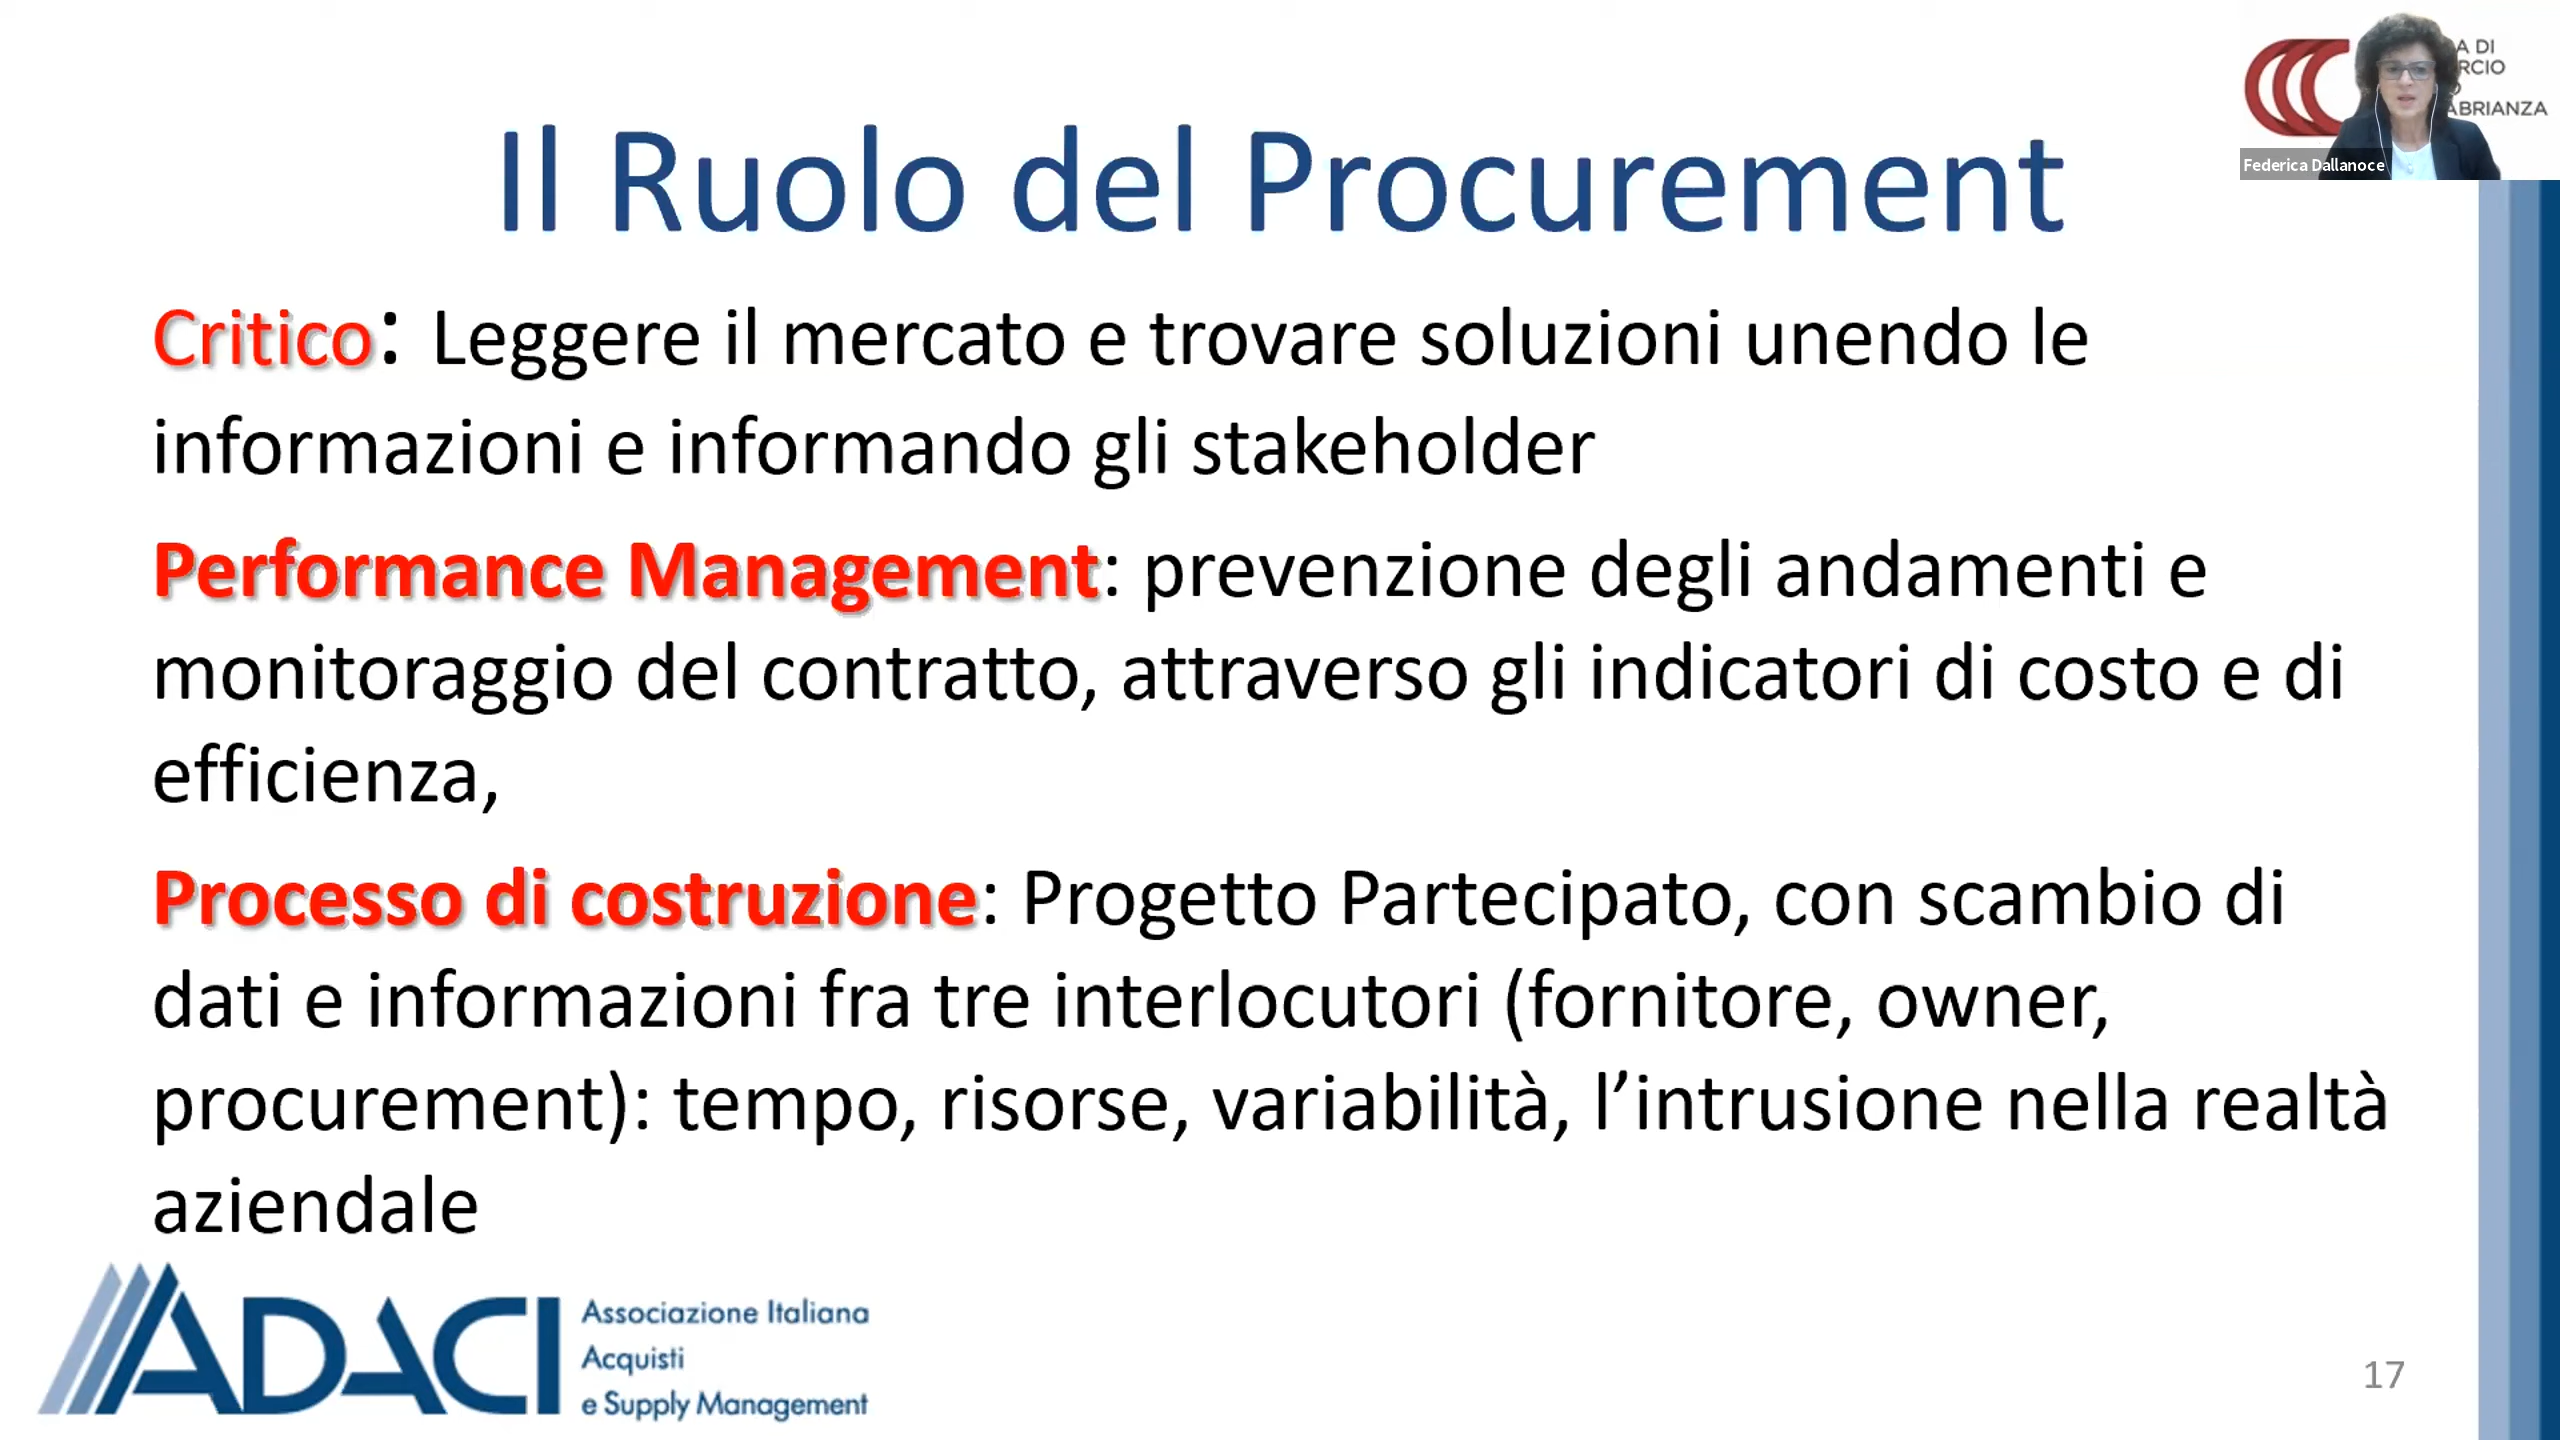 A DI
RCIO
O
ABRIANZA
Federica Dallanoce
Il Ruolo del Procurement
Critico: Leggere il mercato e trovare soluzioni unendo le
informazioni e informando gli stakeholder
Performance Management: prevenzione degli andamenti e
monitoraggio del contratto, attraverso gli indicatori di costo e di
efficienza,
Processo di costruzione: Progetto Partecipato, con scambio di
dati e informazioni fra tre interlocutori (fornitore, owner,
procurement): tempo, risorse, variabilità, l’intrusione nella realtà
aziendale
ADACI
Associazione Italiana
Acquisti
e Supply Management
17